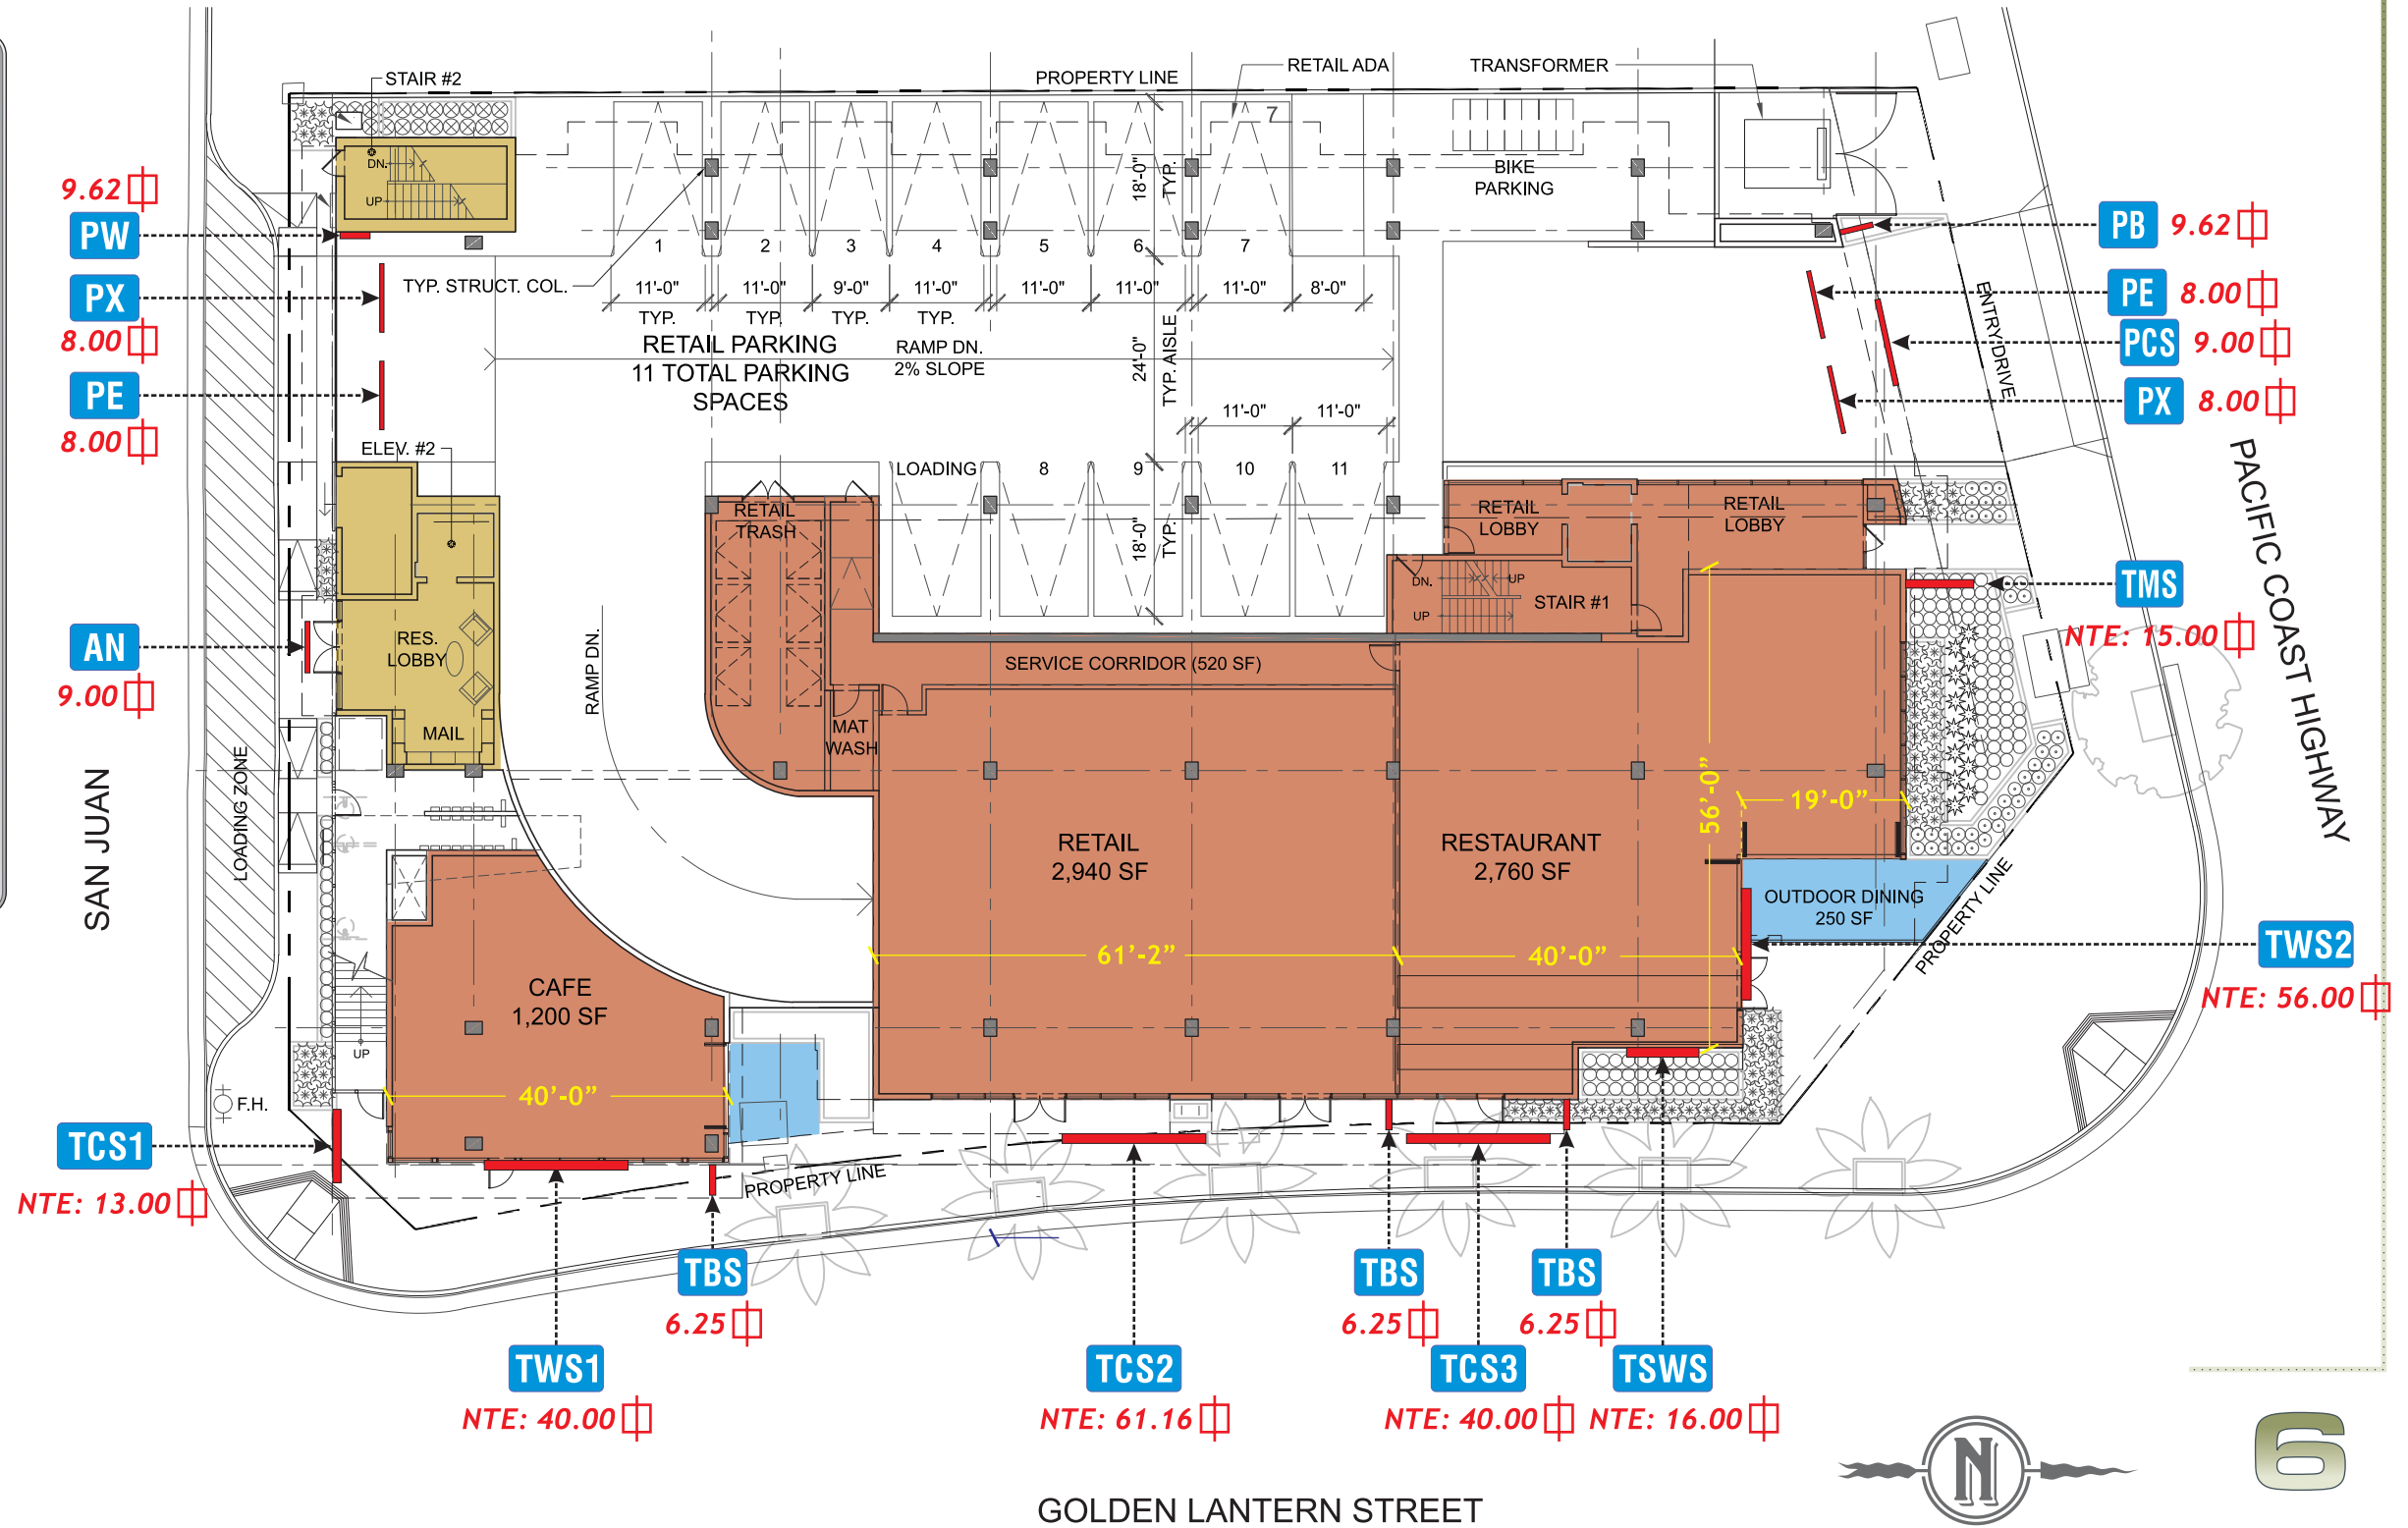 STAIR #2
PROPERTY LINE
RETAIL ADA
TRANSFORMER
7
DN.
UP
18'-0"
TYP.
BIKE
PARKING
9.62
PW
PB 9.62
1 2 3 4 5 6 7
PX
8.00
TYP. STRUCT. COL.
11'-0" 11'-0" 9'-0" 11'-0" 11'-0" 11'-0" 11'-0" 8'-0"
TYP. TYP. TYP. TYP.
PE 8.00
ENTRY DRIVE
PCS 9.00
RETAIL PARKING
11 TOTAL PARKING
SPACES
RAMP DN.
2% SLOPE
24'-0"
TYP. AISLE
PE
8.00
PX 8.00
11'-0" 11'-0"
ELEV. #2
LOADING 8 9 10 11
PACIFIC COAST HIGHWAY
RETAIL
TRASH
18'-0"
TYP.
RETAIL
LOBBY
RETAIL
LOBBY
DN.
UP
UP
STAIR #1
TMS
NTE: 15.00
AN
9.00
RES.
LOBBY
RAMP DN.
SERVICE CORRIDOR (520 SF)
MAIL
MAT
WASH
SAN JUAN
LOADING ZONE
56'-0"
19'-0"
RETAIL
2,940 SF
RESTAURANT
2,760 SF
OUTDOOR DINING
250 SF
PROPERTY LINE
TWS2
NTE: 56.00
61'-2"
40'-0"
CAFE
1,200 SF
UP
40'-0"
F.H.
TCS1
NTE: 13.00
PROPERTY LINE
TBS
6.25
TBS
6.25
TBS
6.25
TWS1
NTE: 40.00
TCS2
NTE: 61.16
TCS3
NTE: 40.00
TSWS
NTE: 16.00
N
6
GOLDEN LANTERN STREET